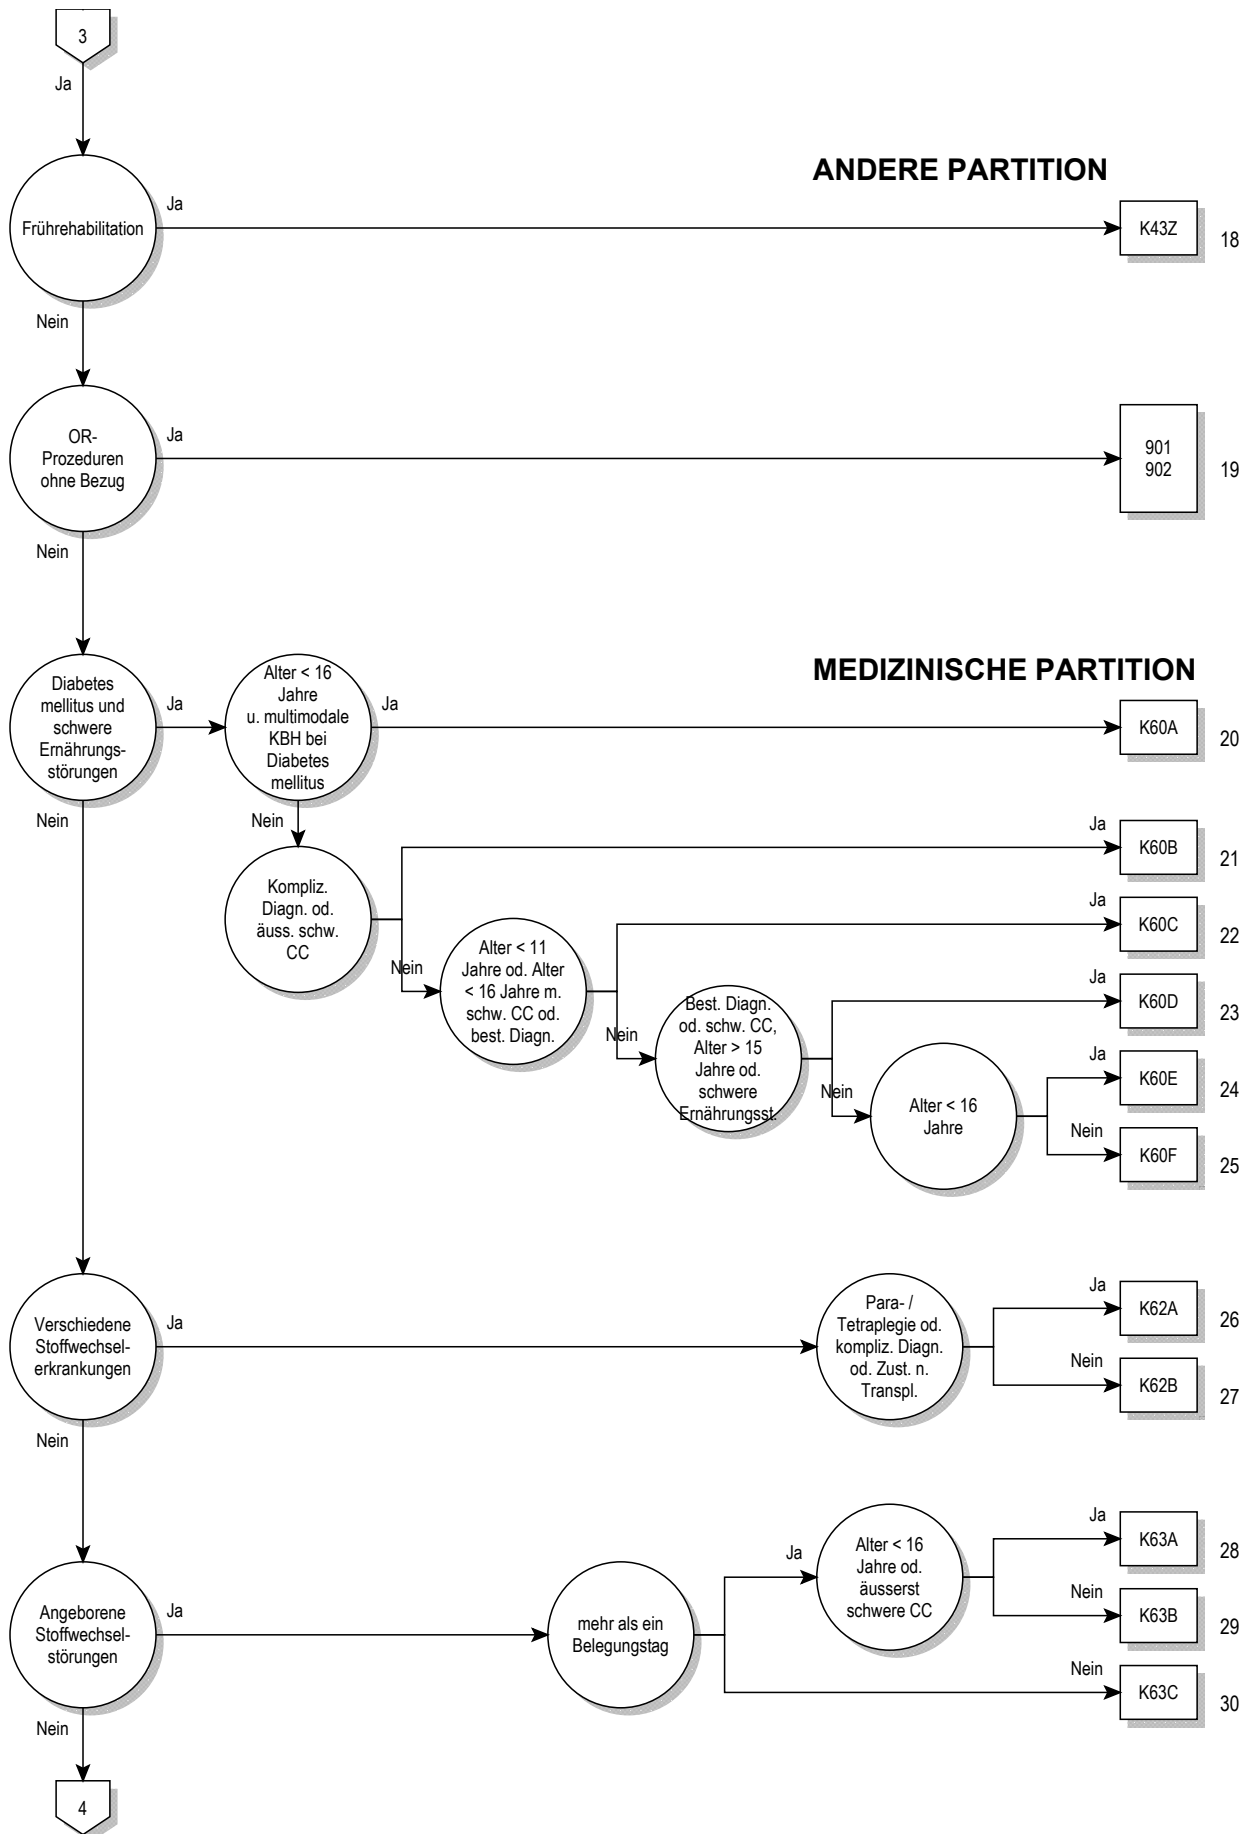 3
Ja
ANDERE PARTITION
Frührehabilitation
Ja
K43Z
18
Nein
OR-
Prozeduren
ohne Bezug
Ja
901
902
19
Nein
MEDIZINISCHE PARTITION
Diabetes
mellitus und
schwere
Ernährungs-
störungen
Ja
Alter < 16
Jahre
u. multimodale
KBH bei
Diabetes
mellitus
Ja
K60A
20
Nein
Nein
Kompliz.
Diagn. od.
äuss. schw.
CC
Ja
K60B
21
Nein
Alter < 11
Jahre od. Alter
< 16 Jahre m.
schw. CC od.
best. Diagn.
Ja
K60C
22
Nein
Best. Diagn.
od. schw. CC,
Alter > 15
Jahre od.
schwere
Ernährungsst.
Ja
K60D
23
Nein
Alter < 16
Jahre
Ja
K60E
24
Nein
K60F
25
Verschiedene
Stoffwechsel-
erkrankungen
Ja
Para- /
Tetraplegie od.
kompliz. Diagn.
od. Zust. n.
Transpl.
Ja
K62A
26
Nein
K62B
27
Nein
Angeborene
Stoffwechsel-
störungen
Ja
mehr als ein
Belegungstag
Ja
Alter < 16
Jahre od.
äusserst
schwere CC
Ja
K63A
28
Nein
K63B
29
Nein
K63C
30
Nein
4